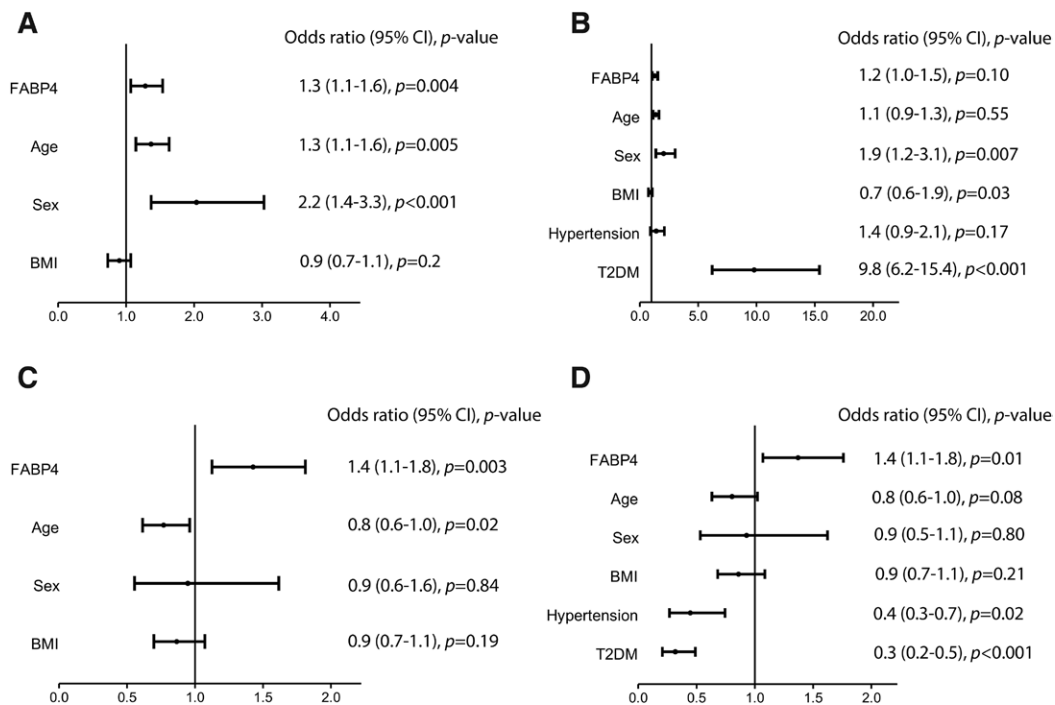 A
Odds ratio (95% CI), p-value
FABP4 1.3 (1.1-1.6), p=0.004
Age 1.3 (1.1-1.6), p=0.005
Sex 2.2 (1.4-3.3), p<0.001
BMI 0.9 (0.7-1.1), p=0.2
0.0 1.0 2.0 3.0 4.0
B
Odds ratio (95% CI), p-value
FABP4 1.2 (1.0-1.5), p=0.10
Age 1.1 (0.9-1.3), p=0.55
Sex 1.9 (1.2-3.1), p=0.007
BMI 0.7 (0.6-1.9), p=0.03
Hypertension 1.4 (0.9-2.1), p=0.17
T2DM 9.8 (6.2-15.4), p<0.001
0.0 5.0 10.0 15.0 20.0
C
Odds ratio (95% CI), p-value
FABP4 1.4 (1.1-1.8), p=0.003
Age 0.8 (0.6-1.0), p=0.02
Sex 0.9 (0.6-1.6), p=0.84
BMI 0.9 (0.7-1.1), p=0.19
0.0 0.5 1.0 1.5 2.0
D
Odds ratio (95% CI), p-value
FABP4 1.4 (1.1-1.8), p=0.01
Age 0.8 (0.6-1.0), p=0.08
Sex 0.9 (0.5-1.1), p=0.80
BMI 0.9 (0.7-1.1), p=0.21
Hypertension 0.4 (0.3-0.7), p=0.02
T2DM 0.3 (0.2-0.5), p<0.001
0.0 0.5 1.0 1.5 2.0